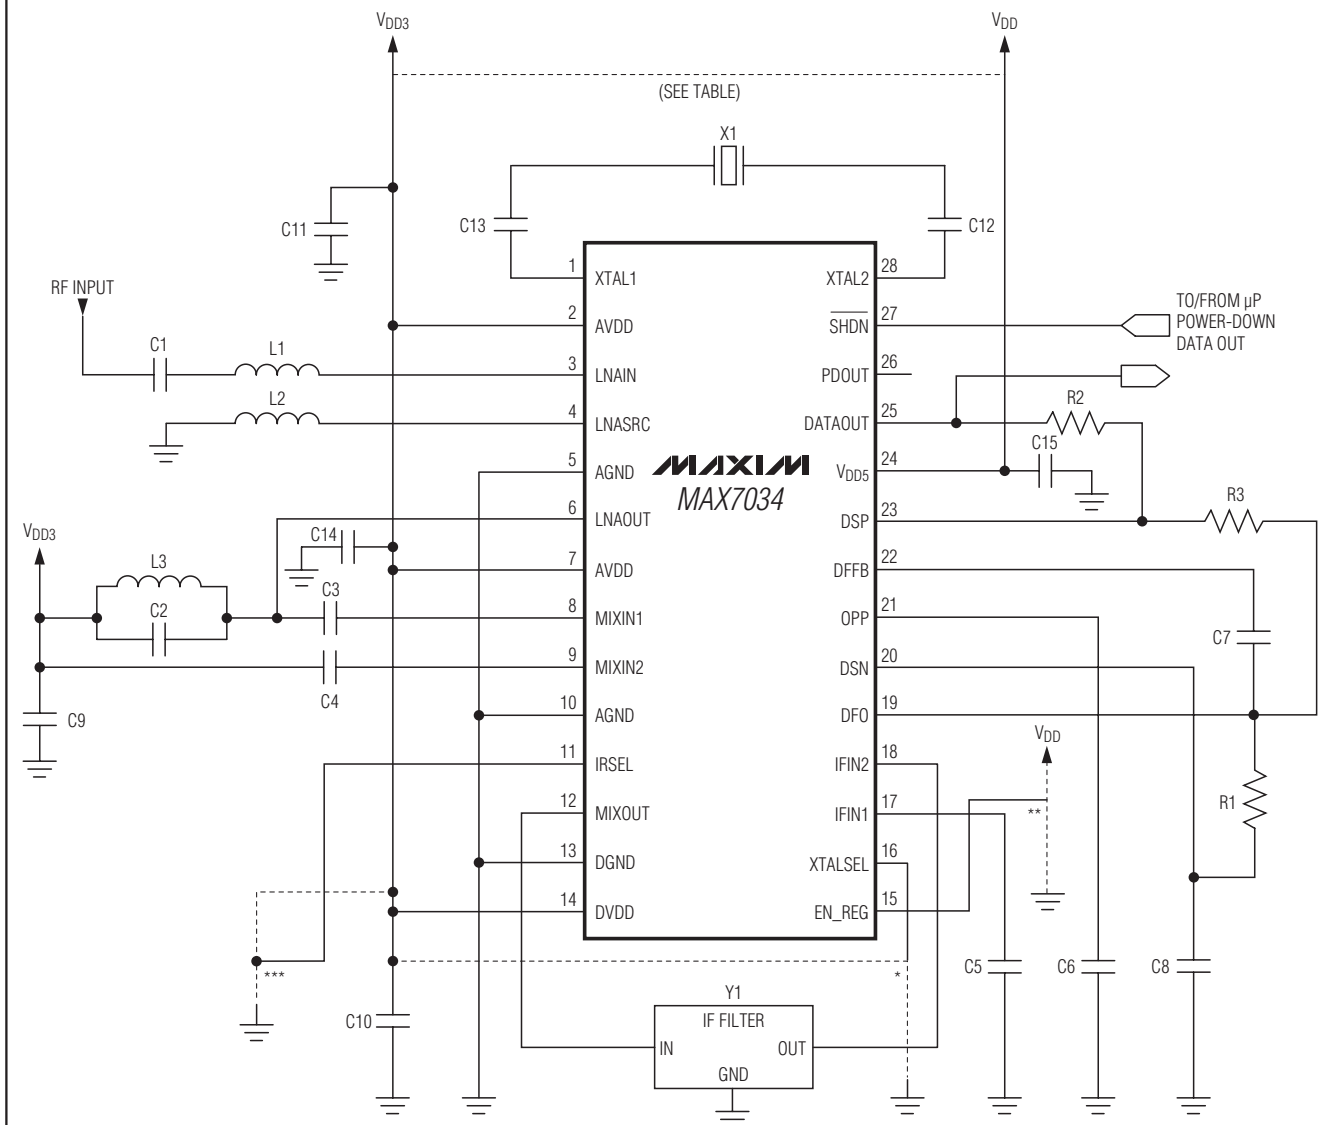 VDD3
VDD
(SEE TABLE)
X1
C11
C13
C12
1 XTAL1
XTAL2 28
RF INPUT
2 AVDD
SHDN 27
TO/FROM µP
POWER-DOWN
DATA OUT
C1
L1
3 LNAIN
PDOUT 26
L2
4 LNASRC
DATAOUT 25
R2
5 AGND
MAXIM
MAX7034
VDD5 24
C15
6 LNAOUT
DSP 23
R3
VDD3
C14
7 AVDD
DFFB 22
L3
C2
C3
8 MIXIN1
OPP 21
C7
9 MIXIN2
DSN 20
C4
C9
10 AGND
DFO 19
VDD
11 IRSEL
IFIN2 18
12 MIXOUT
IFIN1 17
**
R1
13 DGND
XTALSEL 16
14 DVDD
EN_REG 15
***
*
C5
C6
C8
C10
Y1
IF FILTER
IN
OUT
GND